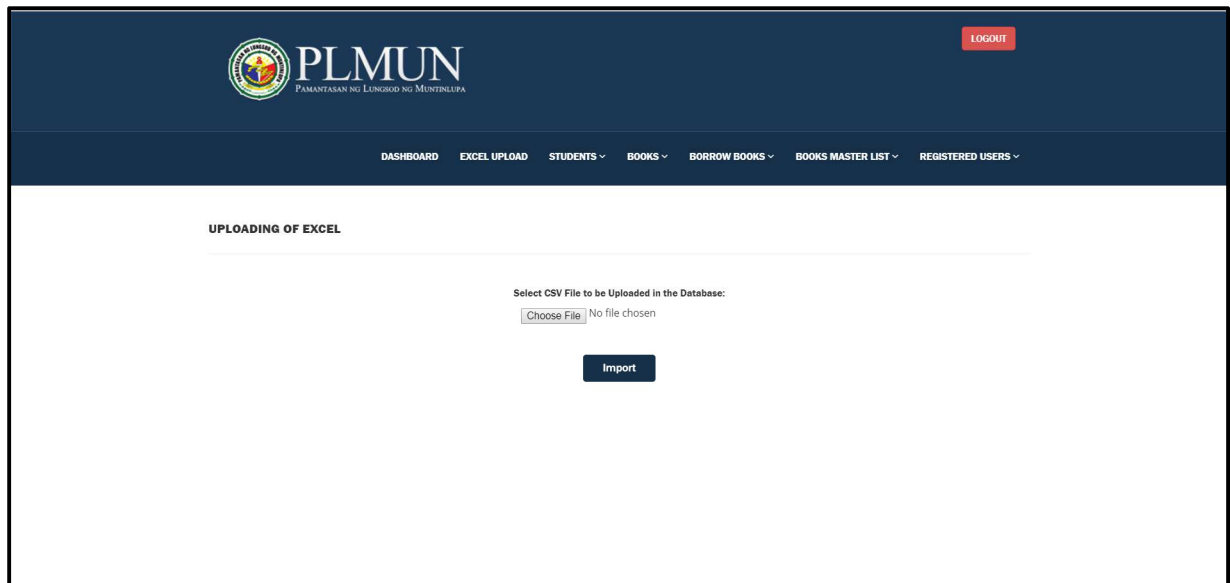 LOGOUT
PLMUN
PAMANTASAN NG LUNGSOD NG MUNTINLUPA
DASHBOARD EXCEL UPLOAD STUDENTS BOOKS BORROW BOOKS BOOKS MASTER LIST REGISTERED USERS
UPLOADING OF EXCEL
Select CSV File to be Uploaded in the Database:
Choose File No file chosen
Import